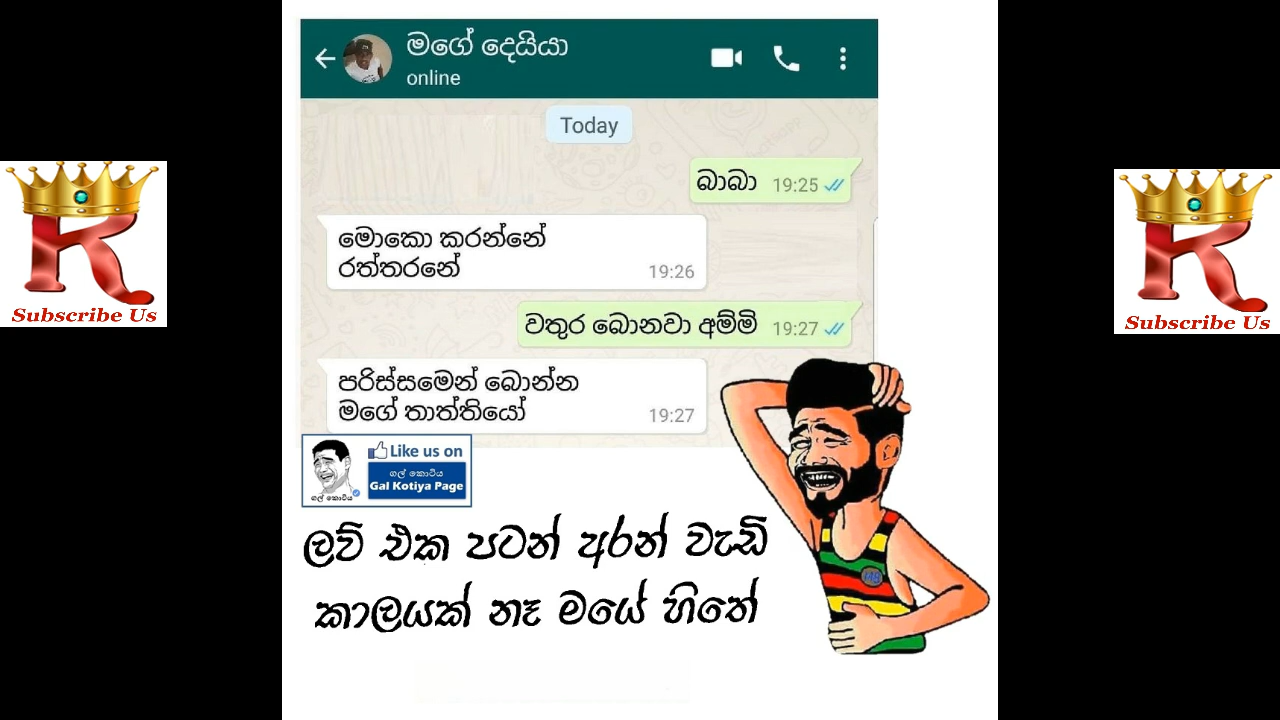 මගේ දෙයියා
online
Today
බාබා 19:25
මොකො කරන්නේ
රත්තරනේ 19:26
වතුර බොනවා අම්මි 19:27
පරිස්සමෙන් බොන්න
මගේ තාත්තියෝ 19:27
Like us on
ගල් කොටිය
Gal Kotiya Page
ගල් කොටිය
ලව් එක පටන් අරන් වැඩි
කාලයක් නෑ මයේ හිතේ
R
Subscribe Us
R
Subscribe Us